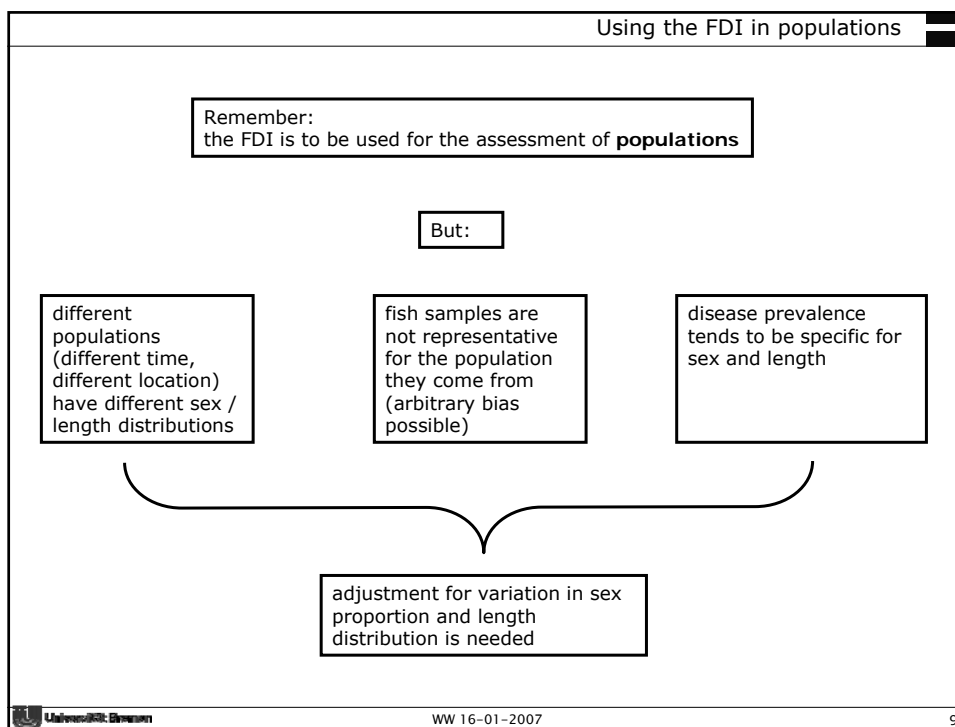 Using the FDI in populations
Remember:
the FDI is to be used for the assessment of populations
But:
different
populations
(different time,
different location)
have different sex /
length distributions
fish samples are
not representative
for the population
they come from
(arbitrary bias
possible)
disease prevalence
tends to be specific for
sex and length
adjustment for variation in sex
proportion and length
distribution is needed
Universität Bremen
WW 16-01-2007
9